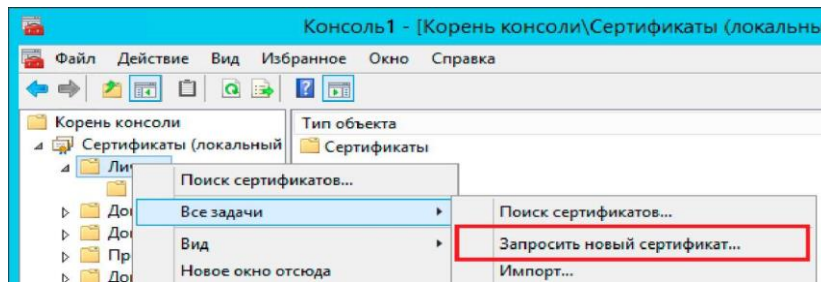 Консоль1 - [Корень консоли\Сертификаты (локальны
Файл Действие Вид Избранное Окно Справка
Корень консоли
Тип объекта
Сертификаты (локальный
Сертификаты
Поиск сертификатов...
Все задачи
Поиск сертификатов...
Вид
Запросить новый сертификат...
Новое окно отсюда
Импорт...